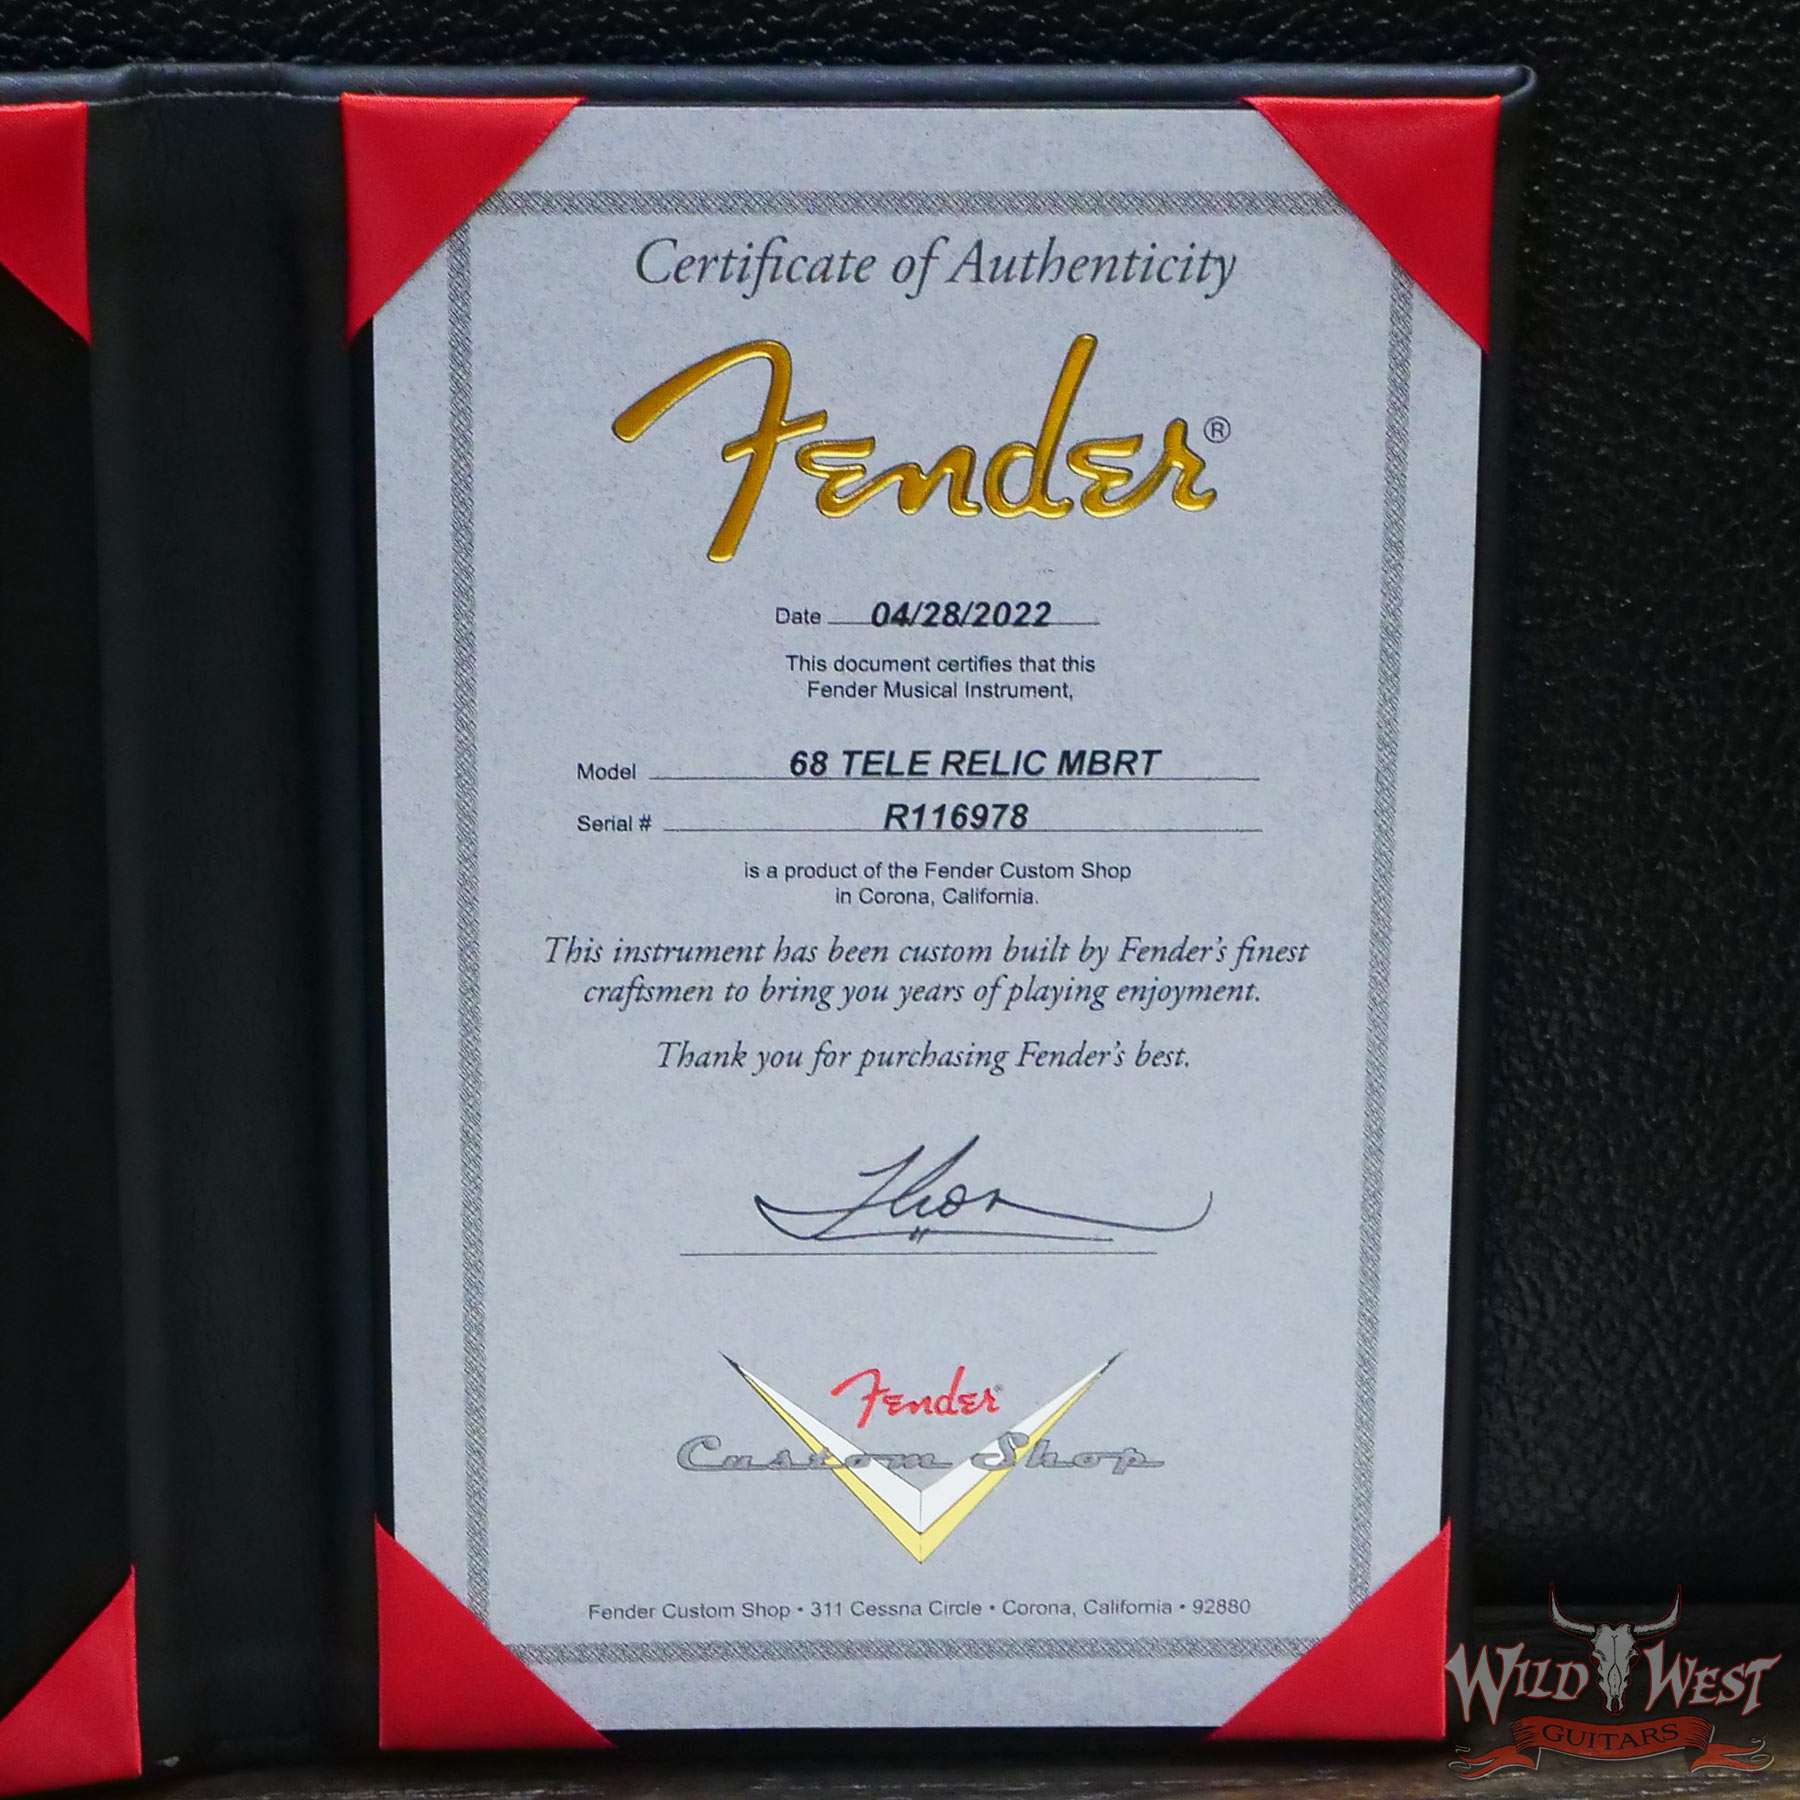 Certificate of Authenticity
Fender®
Date 04/28/2022
This document certifies that this
Fender Musical Instrument,
Model 68 TELE RELIC MBRT
Serial # R116978
is a product of the Fender Custom Shop
in Corona, California.
This instrument has been custom built by Fender's finest
craftsmen to bring you years of playing enjoyment.
Thank you for purchasing Fender's best.
Thorn
Fender®
Custom Shop
Fender Custom Shop • 311 Cessna Circle • Corona, California • 92880
WILD WEST
GUITARS